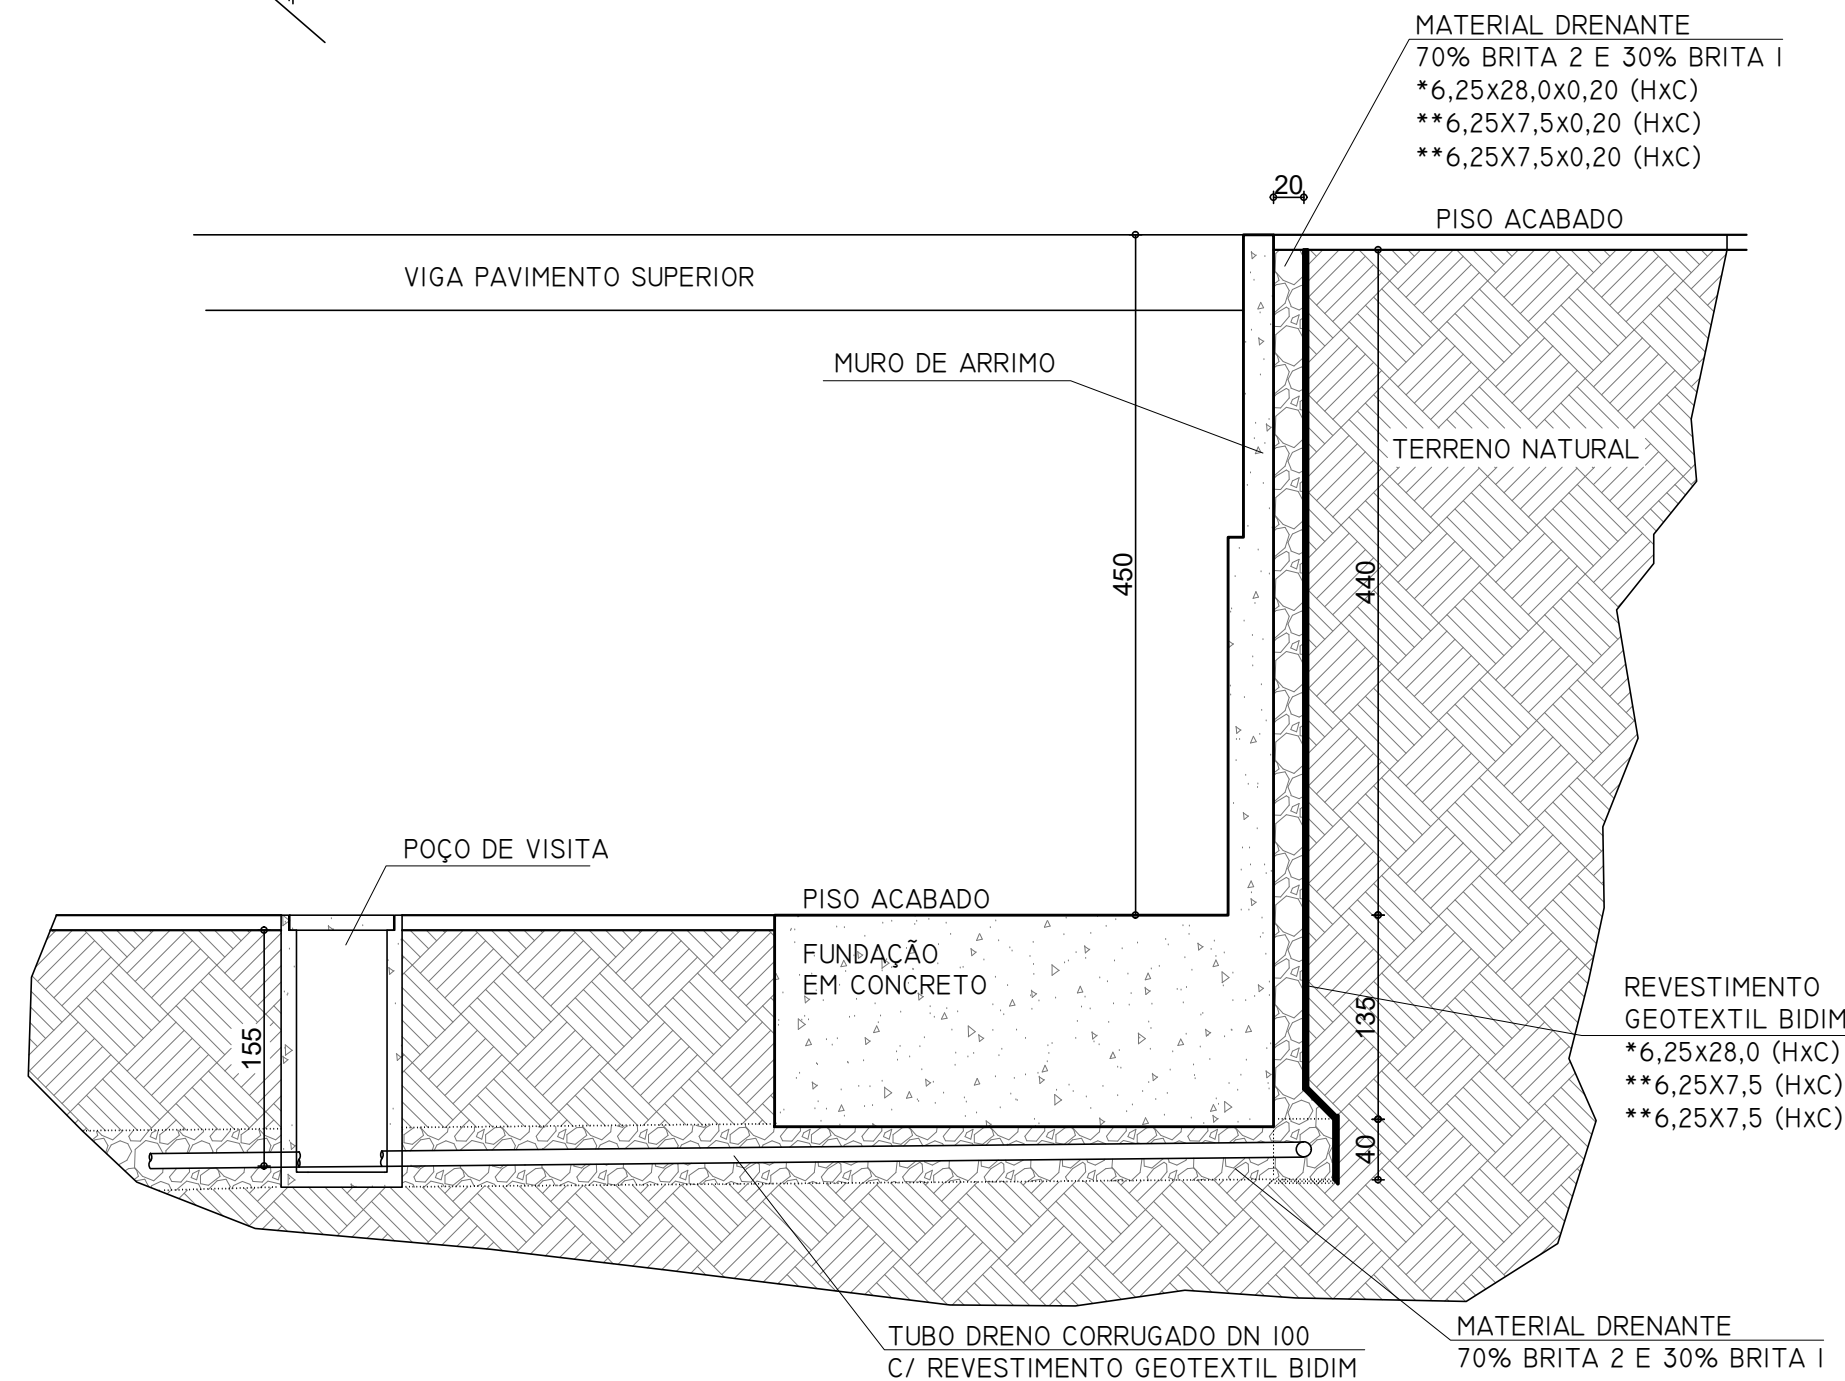 MATERIAL DRENANTE
70% BRITA 2 E 30% BRITA 1
*6,25x28,0x0,20 (HxC)
**6,25X7,5x0,20 (HxC)
**6,25X7,5x0,20 (HxC)
20
PISO ACABADO
VIGA PAVIMENTO SUPERIOR
MURO DE ARRIMO
TERRENO NATURAL
450
440
POÇO DE VISITA
PISO ACABADO
FUNDAÇÃO
EM CONCRETO
155
135
REVESTIMENTO
GEOTEXTIL BIDIM
*6,25x28,0 (HxC)
**6,25X7,5 (HxC)
**6,25X7,5 (HxC)
40
TUBO DRENO CORRUGADO DN 100
C/ REVESTIMENTO GEOTEXTIL BIDIM
MATERIAL DRENANTE
70% BRITA 2 E 30% BRITA 1